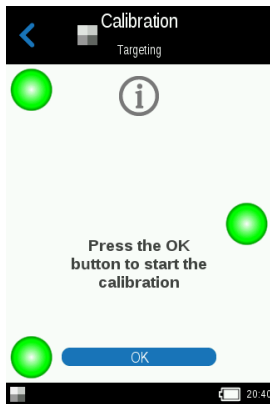 Calibration
Targeting
Press the OK
button to start the
calibration
OK
20:40